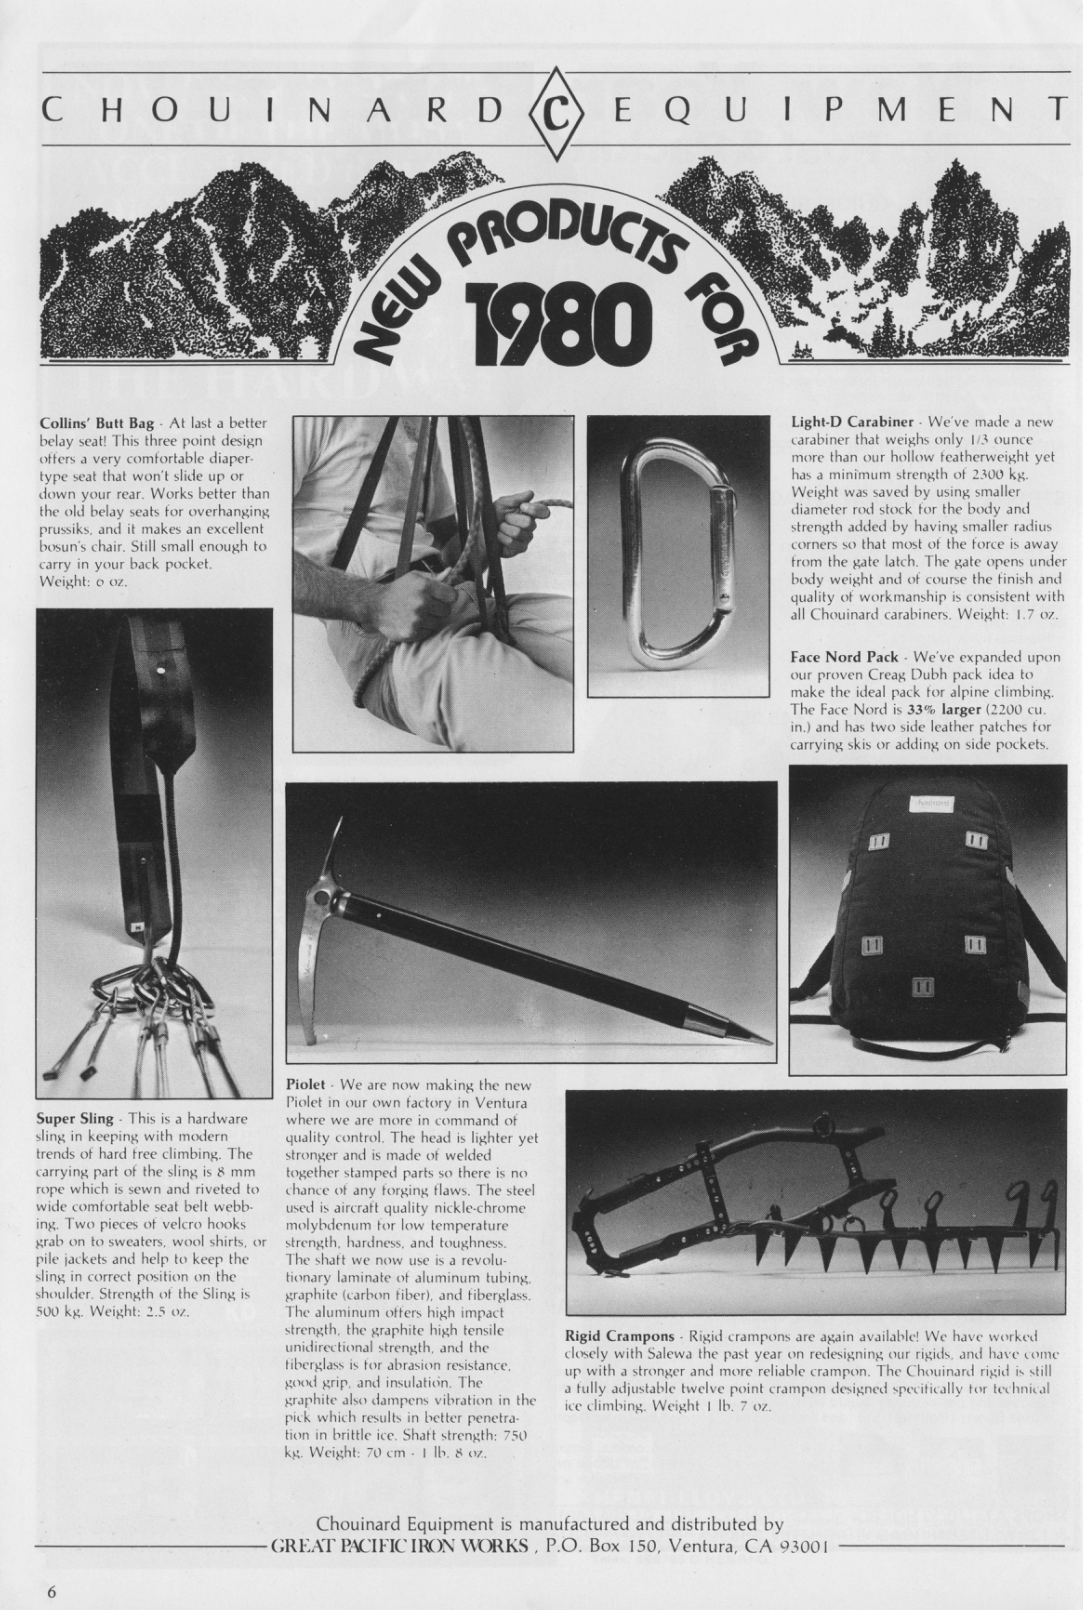 CHOUINARD C EQUIPMENT
NEW PRODUCTS FOR
1980
Collins' Butt Bag - At last a better
belay seat! This three point design
offers a very comfortable diaper-
type seat that won't slide up or
down your rear. Works better than
the old belay seats for overhanging
prussiks, and it makes an excellent
bosun's chair. Still small enough to
carry in your back pocket.
Weight: 6 oz.
Light-D Carabiner - We've made a new
carabiner that weighs only 1/3 ounce
more than our hollow featherweight yet
has a minimum strength of 2300 kg.
Weight was saved by using smaller
diameter rod stock for the body and
strength added by having smaller radius
corners so that most of the force is away
from the gate latch. The gate opens under
body weight and of course the finish and
quality of workmanship is consistent with
all Chouinard carabiners. Weight: 1.7 oz.
Face Nord Pack - We've expanded upon
our proven Creag Dubh pack idea to
make the ideal pack for alpine climbing.
The Face Nord is 33% larger (2200 cu.
in.) and has two side leather patches for
carrying skis or adding on side pockets.
Super Sling - This is a hardware
sling in keeping with modern
trends of hard free climbing. The
carrying part of the sling is 8 mm
rope which is sewn and riveted to
wide comfortable seat belt webb-
ing. Two pieces of velcro hooks
grab on to sweaters, wool shirts, or
pile jackets and help to keep the
sling in correct position on the
shoulder. Strength of the Sling is
500 kg. Weight: 2.5 oz.
Piolet - We are now making the new
Piolet in our own factory in Ventura
where we are more in command of
quality control. The head is lighter yet
stronger and is made of welded
together stamped parts so there is no
chance of any forging flaws. The steel
used is aircraft quality nickle-chrome
molybdenum for low temperature
strength, hardness, and toughness.
The shaft we now use is a revolu-
tionary laminate of aluminum tubing,
graphite (carbon fiber), and fiberglass.
The aluminum offers high impact
strength, the graphite high tensile
unidirectional strength, and the
fiberglass is for abrasion resistance,
good grip, and insulation. The
graphite also dampens vibration in the
pick which results in better penetra-
tion in brittle ice. Shaft strength: 750
kg. Weight: 70 cm - 1 lb. 8 oz.
Rigid Crampons - Rigid crampons are again available! We have worked
closely with Salewa the past year on redesigning our rigids, and have come
up with a stronger and more reliable crampon. The Chouinard rigid is still
a fully adjustable twelve point crampon designed specifically for technical
ice climbing. Weight 1 lb. 7 oz.
Chouinard Equipment is manufactured and distributed by
GREAT PACIFIC IRON WORKS , P.O. Box 150, Ventura, CA 93001
6